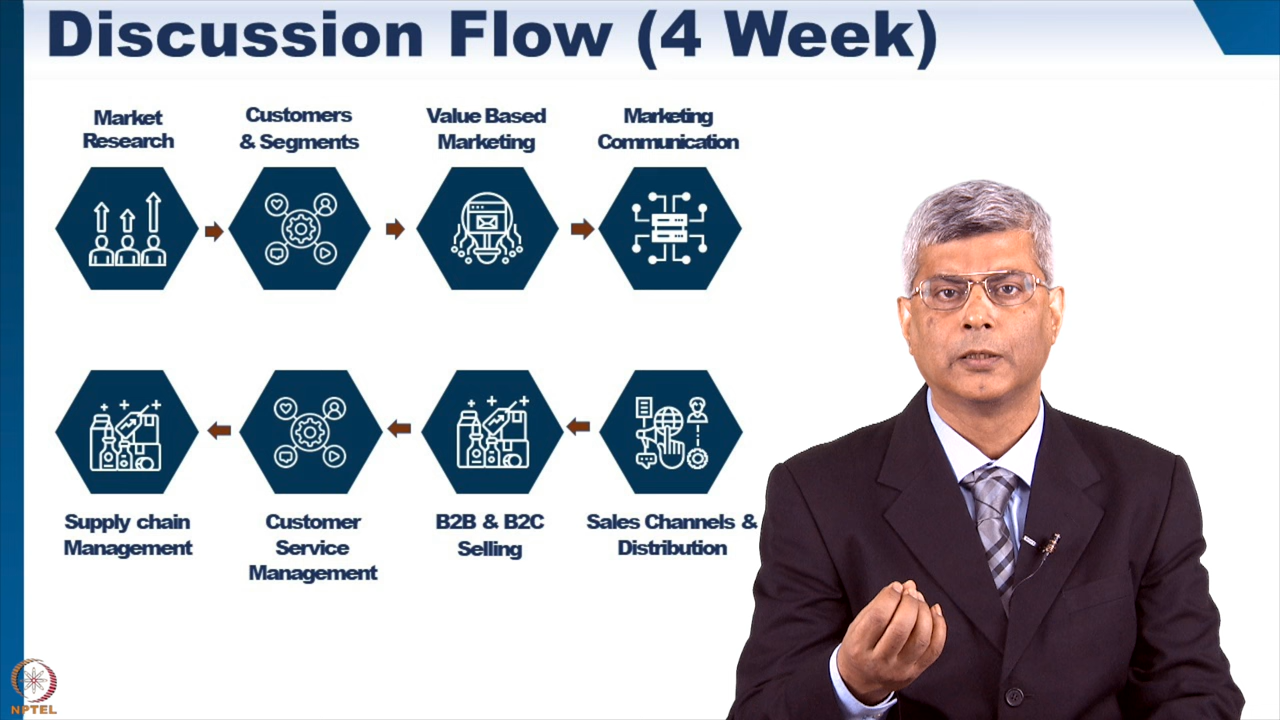 Discussion Flow (4 Week)
Market
Research
Customers
& Segments
Value Based
Marketing
Marketing
Communication
Supply chain
Management
Customer
Service
Management
B2B & B2C
Selling
Sales Channels &
Distribution
NPTEL